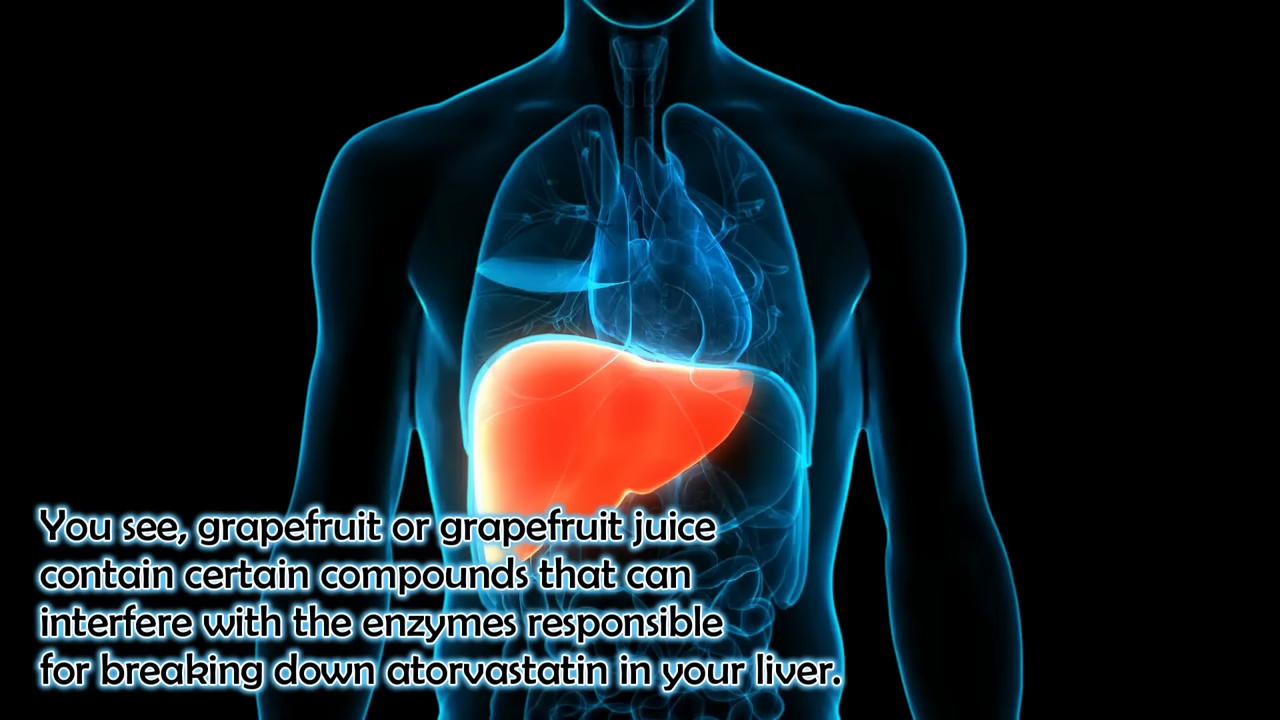 You see, grapefruit or grapefruit juice
contain certain compounds that can
interfere with the enzymes responsible
for breaking down atorvastatin in your liver.